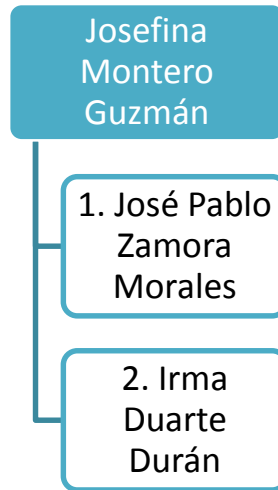 Josefina
Montero
Guzmán
1. José Pablo
Zamora
Morales
2. Irma
Duarte
Durán